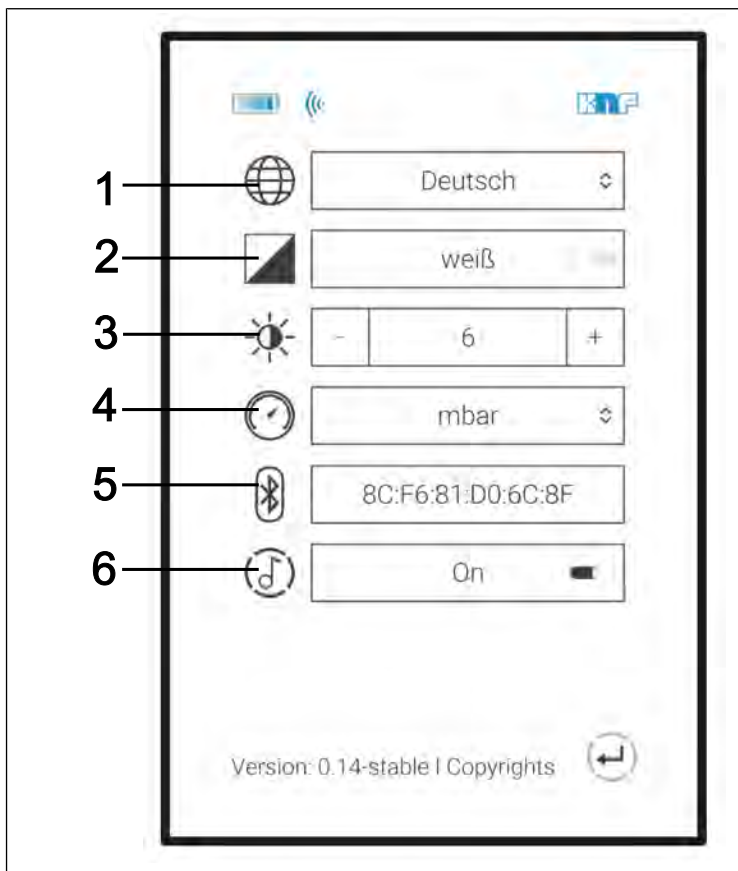 KNF
1 Deutsch
2 weiß
3 - 6 +
4 mbar
5 8C:F6:81:D0:6C:8F
6 On
Version: 0.14-stable | Copyrights